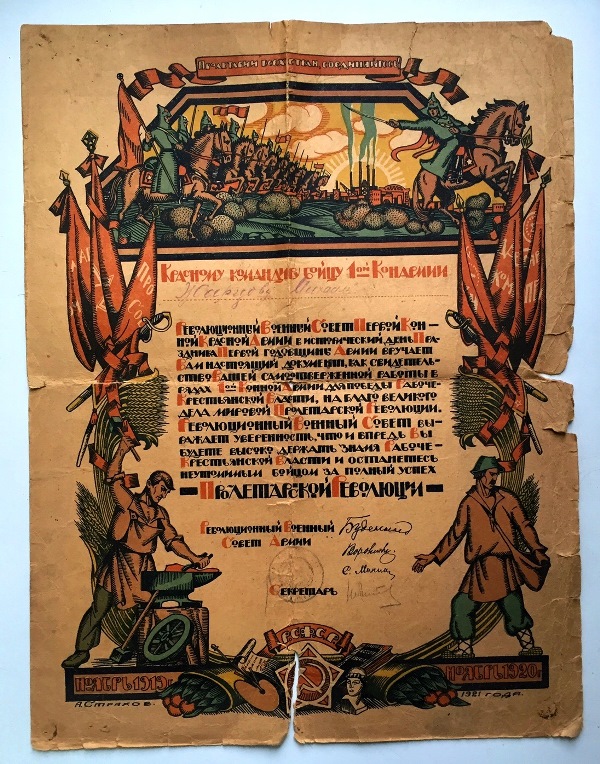 Пролетарии всех стран, соединяйтесь!
Красному командиву бойцу 1ой Конармии
Революционный Военный Совет Первой Кон-
ной Красной Армии в исторический день Пра-
здника Первой годовщины Армии вручает
Вам настоящий документ, как свидетель-
ство Вашей самоотверженной работы в
рядах 1ой Конной Армии для победы Рабоче-
Крестьянской Власти, на благо великого
дела мировой Пролетарской Революции.
Революционный Военный Совет вы-
ражает уверенность, что и впредь Вы
будете высоко держать знамя Рабоче-
Крестьянской Власти и останетесь
неутомимым бойцом за полный успех
— Пролетарской Революции —
Революционный Военный
Совет Армии
Буденный
Ворошилов
С. Минин
Секретарь
Р.С.Ф.С.Р.
Ноябрь 1919 г.
Ноябрь 1920 г.
А. Страхов.
1921 года.